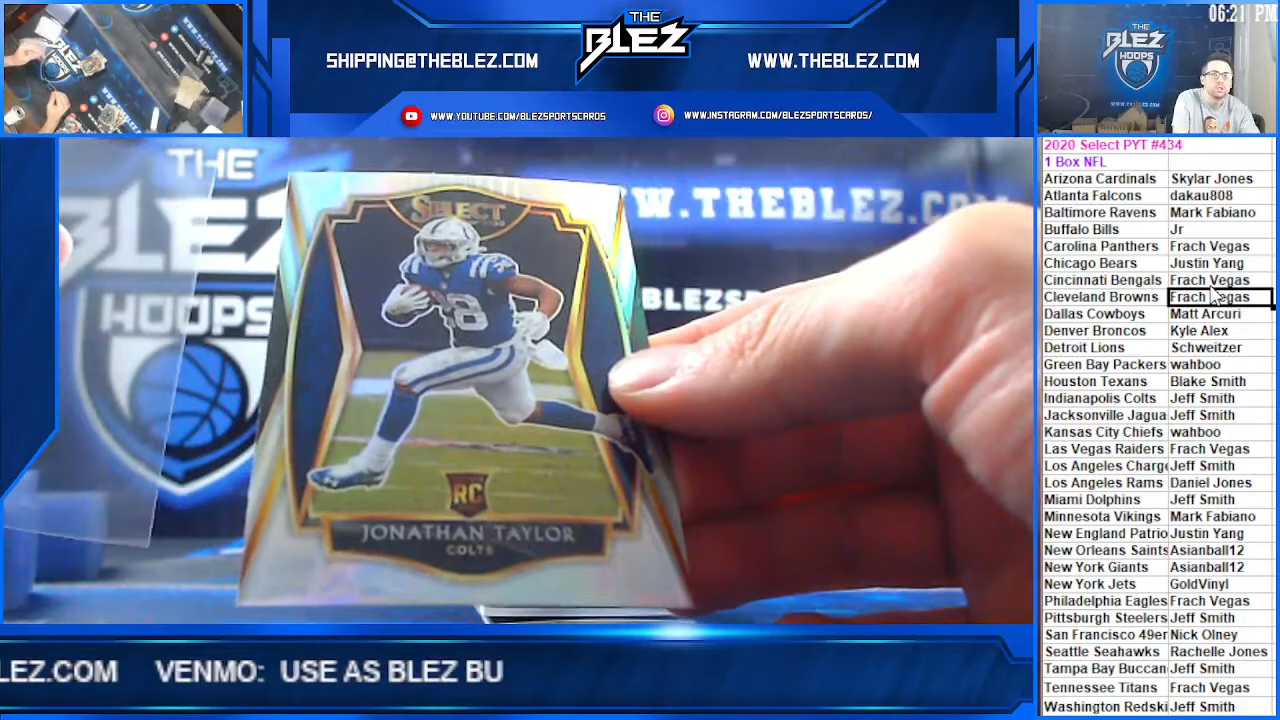 06:21 PM
THE
BLEZ
SHIPPING@THEBLEZ.COM
WWW.THEBLEZ.COM
WWW.YOUTUBE.COM/BLEZSPORTSCARDS
WWW.INSTAGRAM.COM/BLEZSPORTSCARDS/
THE
BLEZ
HOOPS
THE
HOOPS
WWW.THEBLEZ.CO
BLEZSP
SELECT
18
RC
JONATHAN TAYLOR
COLTS
2020 Select PYT #434
1 Box NFL
Arizona Cardinals Skylar Jones
Atlanta Falcons dakau808
Baltimore Ravens Mark Fabiano
Buffalo Bills Jr
Carolina Panthers Frach Vegas
Chicago Bears Justin Yang
Cincinnati Bengals Frach Vegas
Cleveland Browns Frach Vegas
Dallas Cowboys Matt Arcuri
Denver Broncos Kyle Alex
Detroit Lions Schweitzer
Green Bay Packers wahboo
Houston Texans Blake Smith
Indianapolis Colts Jeff Smith
Jacksonville Jagua Jeff Smith
Kansas City Chiefs wahboo
Las Vegas Raiders Frach Vegas
Los Angeles Charge Jeff Smith
Los Angeles Rams Daniel Jones
Miami Dolphins Jeff Smith
Minnesota Vikings Mark Fabiano
New England Patrio Justin Yang
New Orleans Saints Asianball12
New York Giants Asianball12
New York Jets GoldVinyl
Philadelphia Eagles Frach Vegas
Pittsburgh Steelers Jeff Smith
San Francisco 49er Nick Olney
Seattle Seahawks Rachelle Jones
Tampa Bay Buccan Jeff Smith
Tennessee Titans Frach Vegas
Washington Redski Jeff Smith
LEZ.COM VENMO: USE AS BLEZ BU